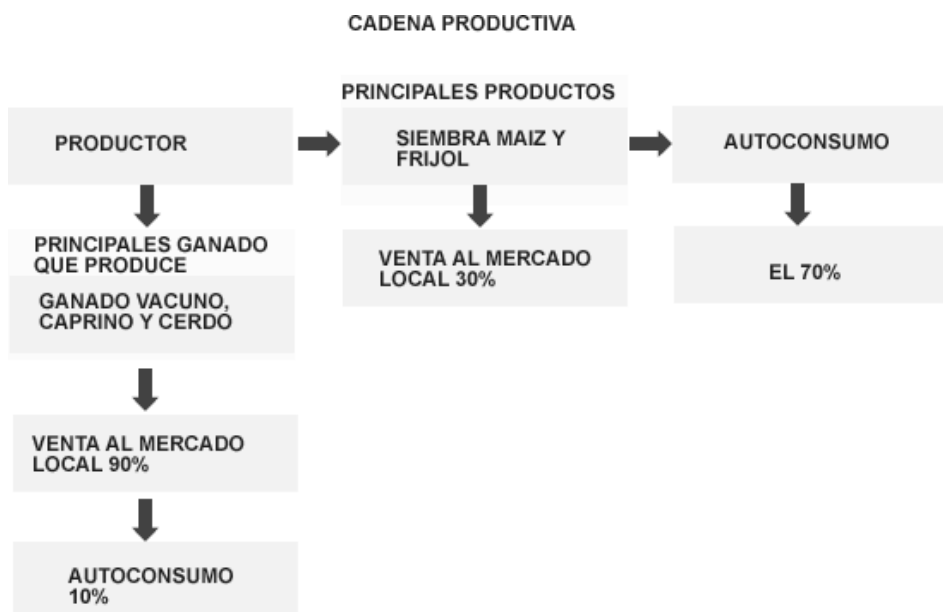 CADENA PRODUCTIVA
PRINCIPALES PRODUCTOS
PRODUCTOR
SIEMBRA MAIZ Y
FRIJOL
AUTOCONSUMO
PRINCIPALES GANADO
QUE PRODUCE
GANADO VACUNO,
CAPRINO Y CERDO
VENTA AL MERCADO
LOCAL 30%
EL 70%
VENTA AL MERCADO
LOCAL 90%
AUTOCONSUMO
10%